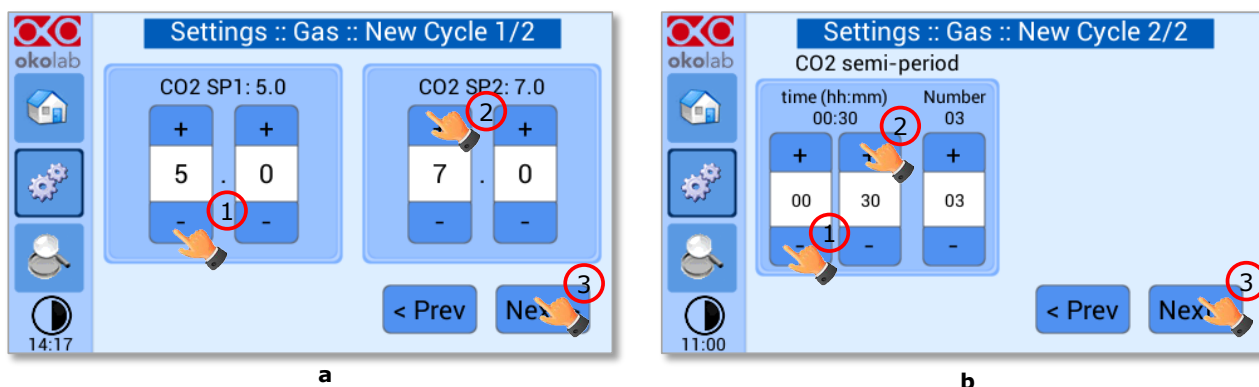 Settings :: Gas :: New Cycle 1/2
okolab
CO2 SP1: 5.0
CO2 SP2: 7.0
+
+
+
5 . 0
7 . 0
-
-
-
-
1
2
3
< Prev
14:17
a
Settings :: Gas :: New Cycle 2/2
okolab
CO2 semi-period
time (hh:mm)
00:30
Number
03
+
+
00
30
03
-
-
-
1
2
3
< Prev
Next
11:00
b